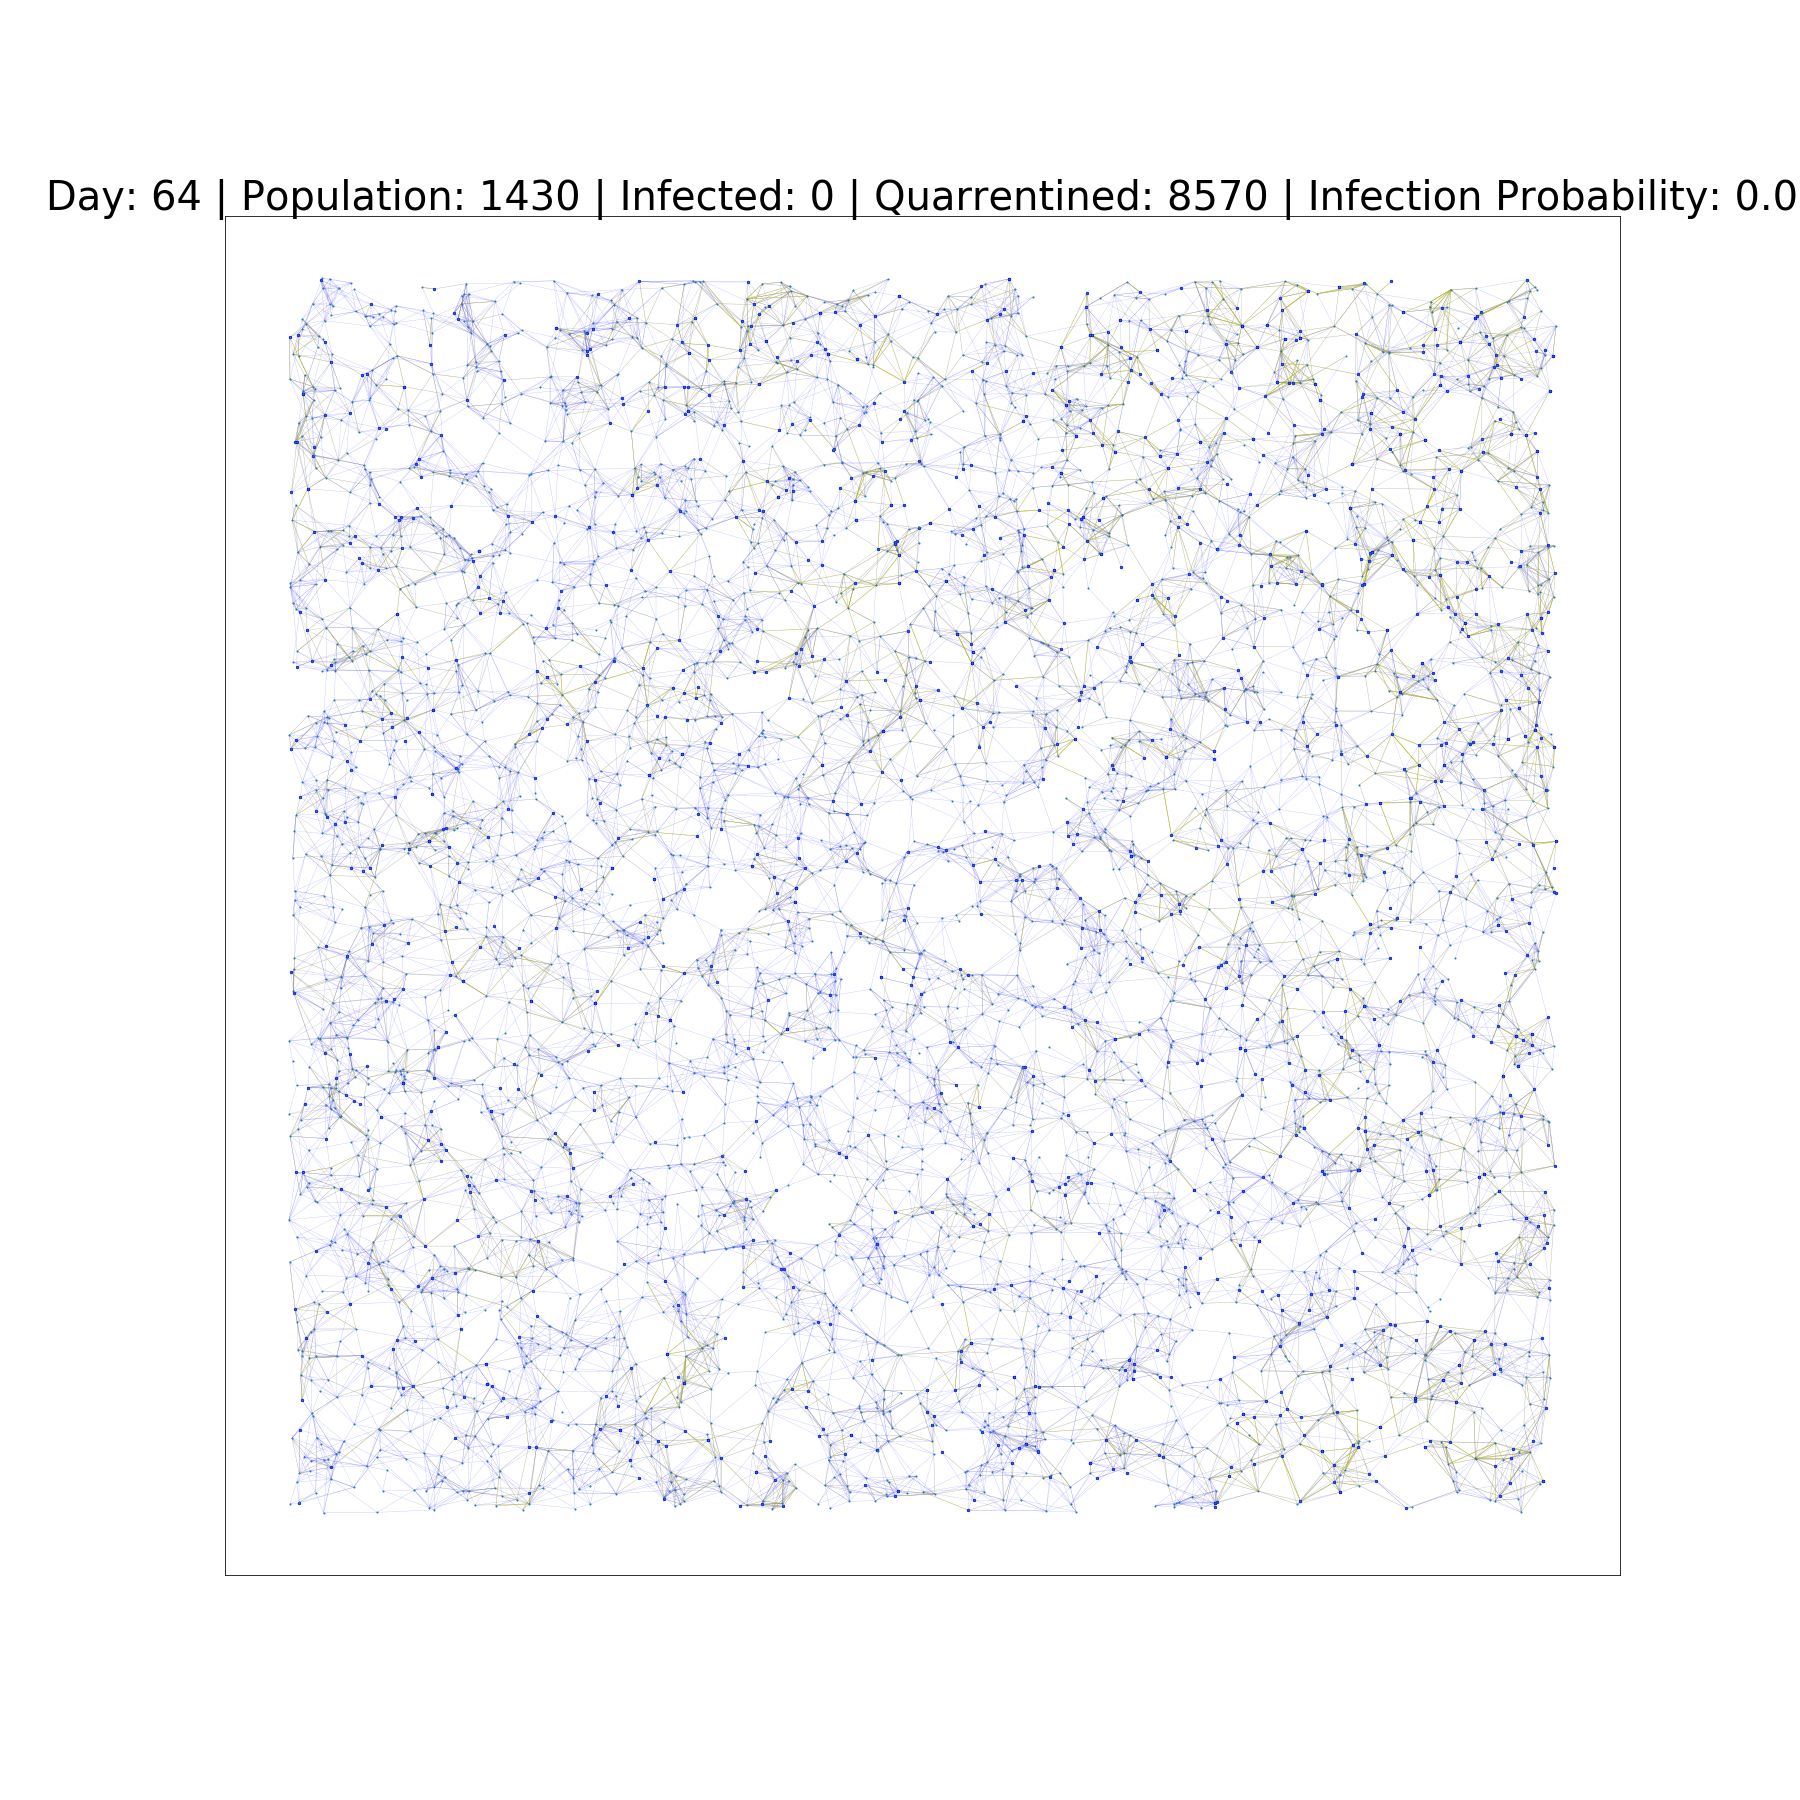 Day: 64 | Population: 1430 | Infected: 0 | Quarrentined: 8570 | Infection Probability: 0.0